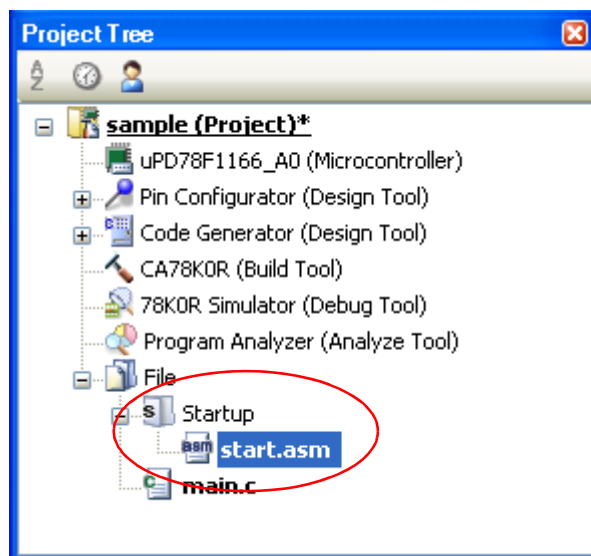 Project Tree
sample (Project)*
uPD78F1166_A0 (Microcontroller)
Pin Configurator (Design Tool)
Code Generator (Design Tool)
CA78K0R (Build Tool)
78K0R Simulator (Debug Tool)
Program Analyzer (Analyze Tool)
File
Startup
start.asm
main.c